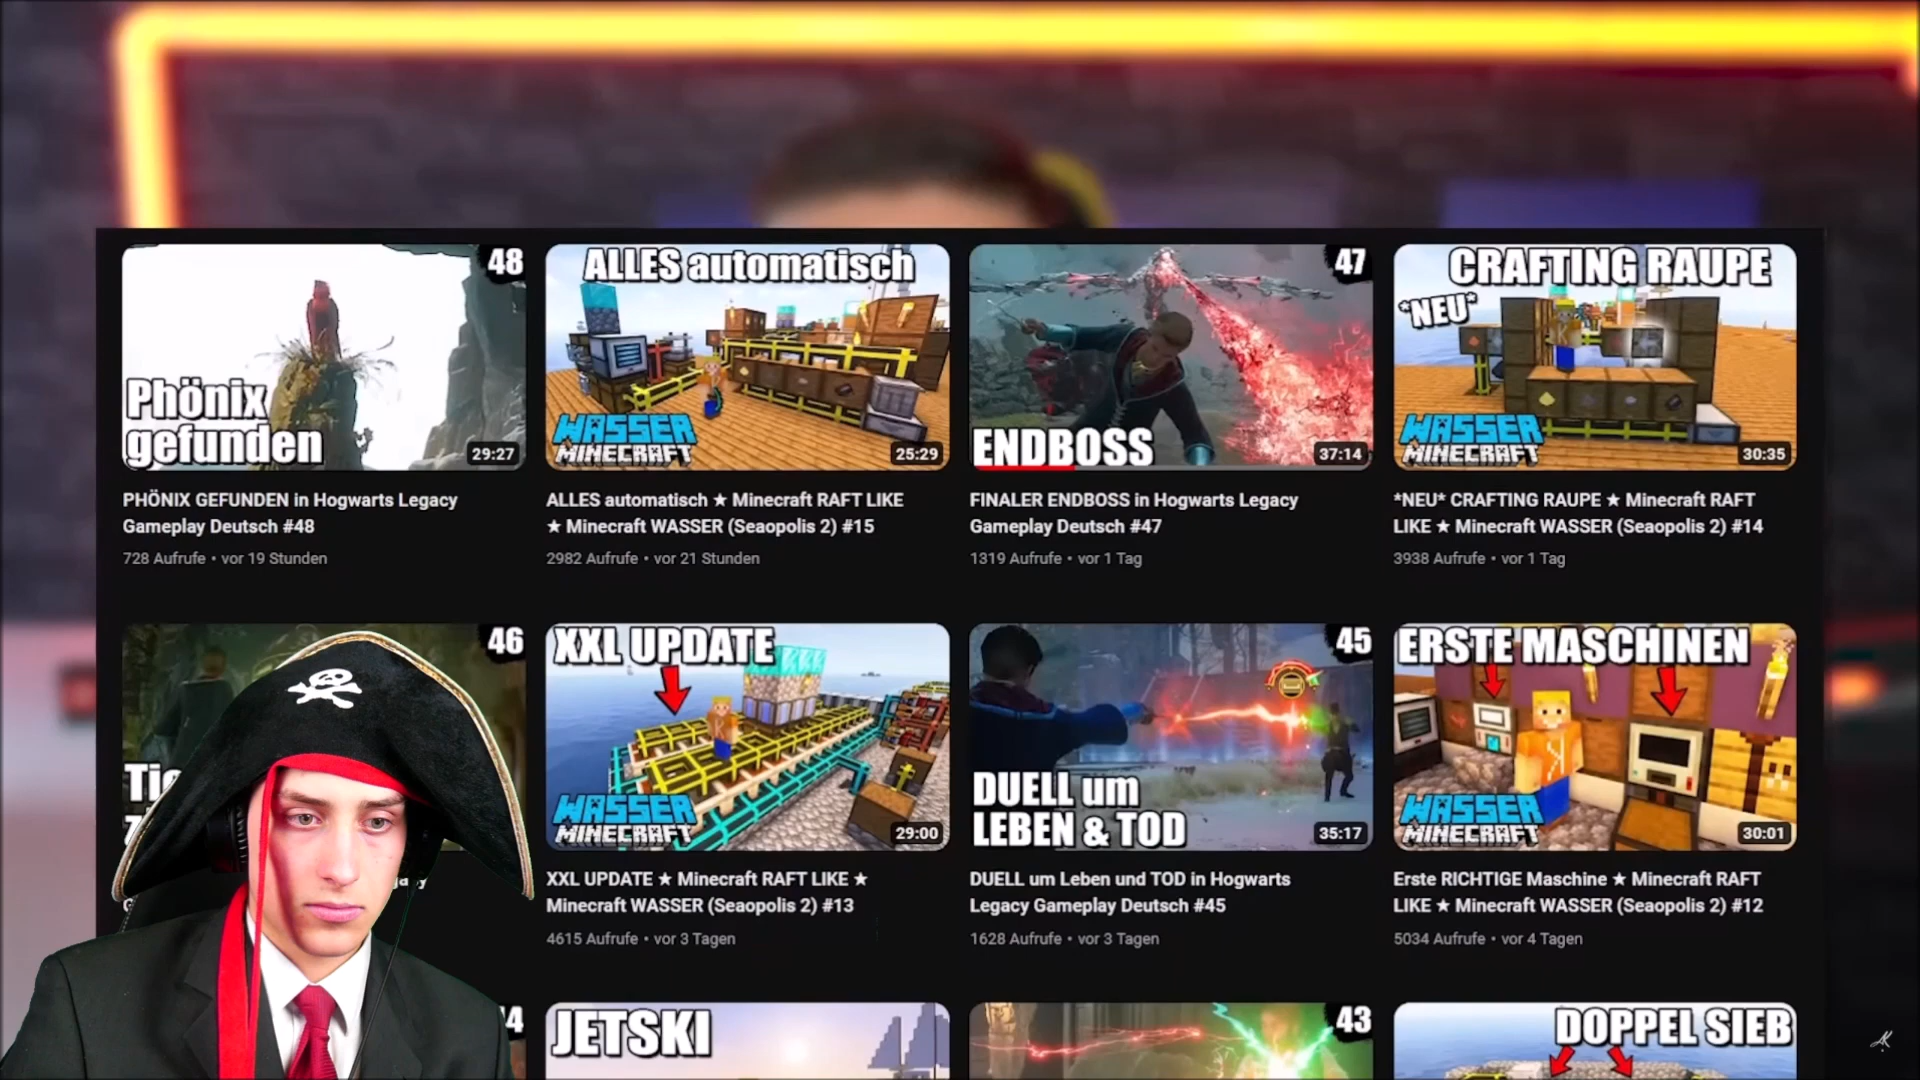 48
Phönix
gefunden
29:27
PHÖNIX GEFUNDEN in Hogwarts Legacy
Gameplay Deutsch #48
728 Aufrufe • vor 19 Stunden
ALLES automatisch
WASSER
MINECRAFT
25:29
ALLES automatisch ★ Minecraft RAFT LIKE
★ Minecraft WASSER (Seaopolis 2) #15
2982 Aufrufe • vor 21 Stunden
47
ENDBOSS
37:14
FINALER ENDBOSS in Hogwarts Legacy
Gameplay Deutsch #47
1319 Aufrufe • vor 1 Tag
CRAFTING RAUPE
*NEU*
WASSER
MINECRAFT
30:35
*NEU* CRAFTING RAUPE ★ Minecraft RAFT
LIKE ★ Minecraft WASSER (Seaopolis 2) #14
3938 Aufrufe • vor 1 Tag
46
XXL UPDATE
WASSER
MINECRAFT
29:00
XXL UPDATE ★ Minecraft RAFT LIKE ★
Minecraft WASSER (Seaopolis 2) #13
4615 Aufrufe • vor 3 Tagen
45
DUELL um
LEBEN & TOD
35:17
DUELL um Leben und TOD in Hogwarts
Legacy Gameplay Deutsch #45
1628 Aufrufe • vor 3 Tagen
ERSTE MASCHINEN
WASSER
MINECRAFT
30:01
Erste RICHTIGE Maschine ★ Minecraft RAFT
LIKE ★ Minecraft WASSER (Seaopolis 2) #12
5034 Aufrufe • vor 4 Tagen
JETSKI
43
DOPPEL SIEB